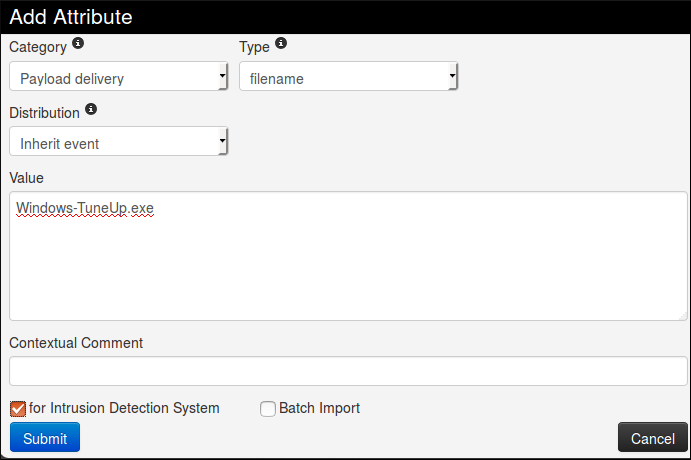 Add Attribute
Category Type
Payload delivery filename
Distribution
Inherit event
Value
Windows-TuneUp.exe
Contextual Comment
for Intrusion Detection System Batch Import
Submit Cancel